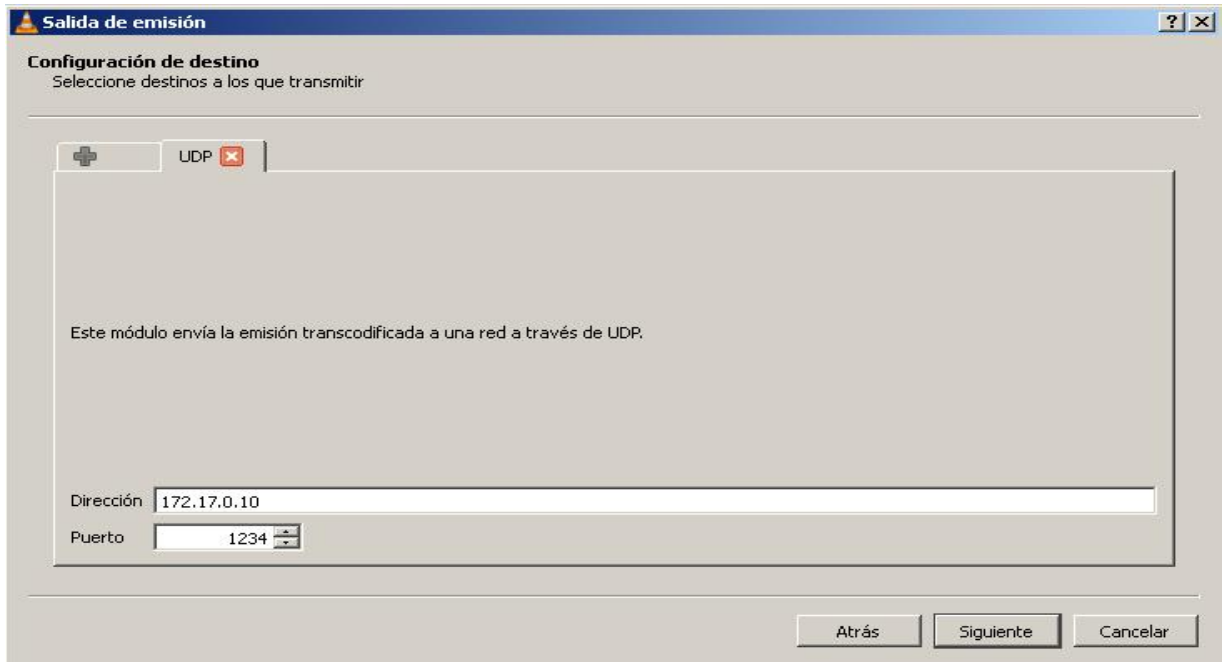 Salida de emisión
Configuración de destino
Seleccione destinos a los que transmitir
UDP
Este módulo envía la emisión transcodificada a una red a través de UDP.
Dirección 172.17.0.10
Puerto 1234
Atrás Siguiente Cancelar